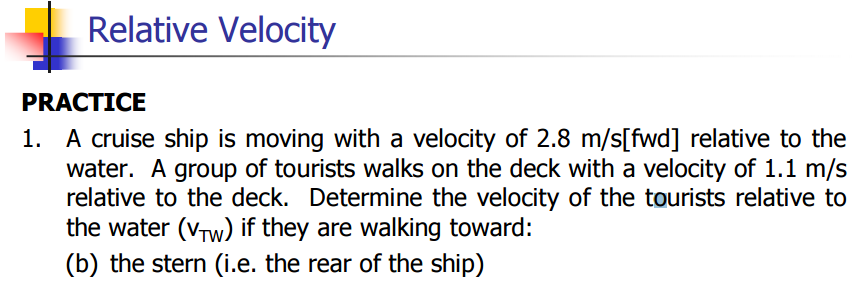 Relative Velocity
PRACTICE
1. A cruise ship is moving with a velocity of 2.8 m/s[fwd] relative to the
water. A group of tourists walks on the deck with a velocity of 1.1 m/s
relative to the deck. Determine the velocity of the tourists relative to
the water (vTW) if they are walking toward:
(b) the stern (i.e. the rear of the ship)